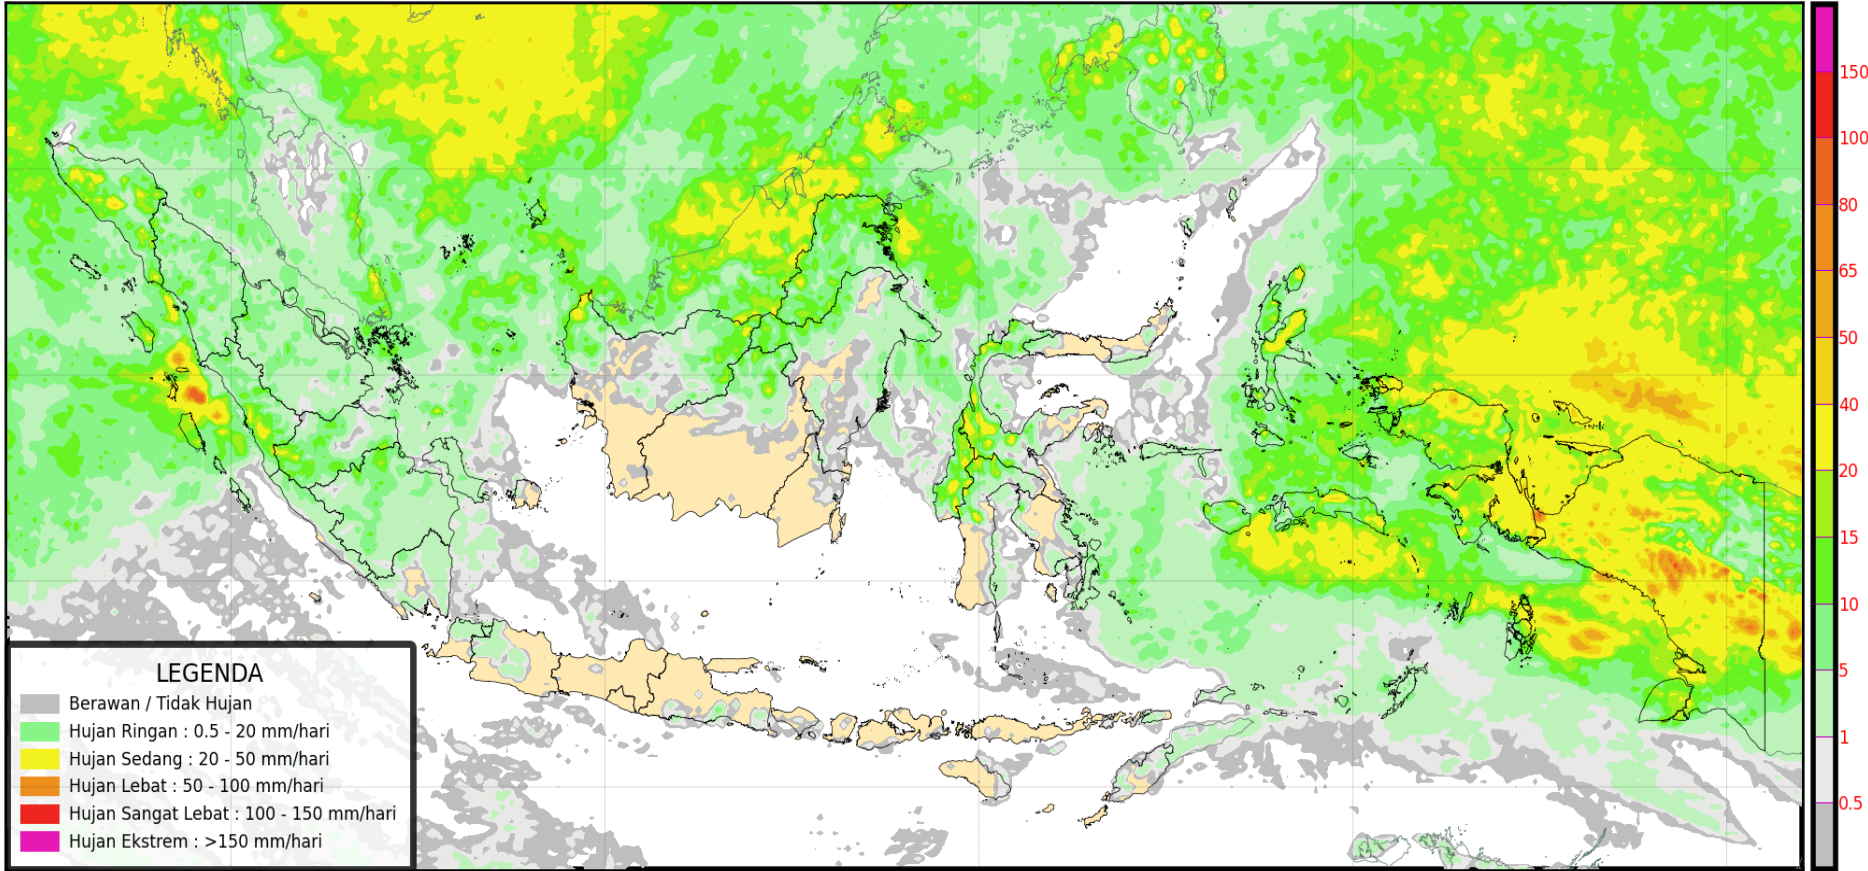 LEGENDA
Berawan / Tidak Hujan
Hujan Ringan : 0.5 - 20 mm/hari
Hujan Sedang : 20 - 50 mm/hari
Hujan Lebat : 50 - 100 mm/hari
Hujan Sangat Lebat : 100 - 150 mm/hari
Hujan Ekstrem : >150 mm/hari
150
100
80
65
50
40
20
15
10
5
1
0.5